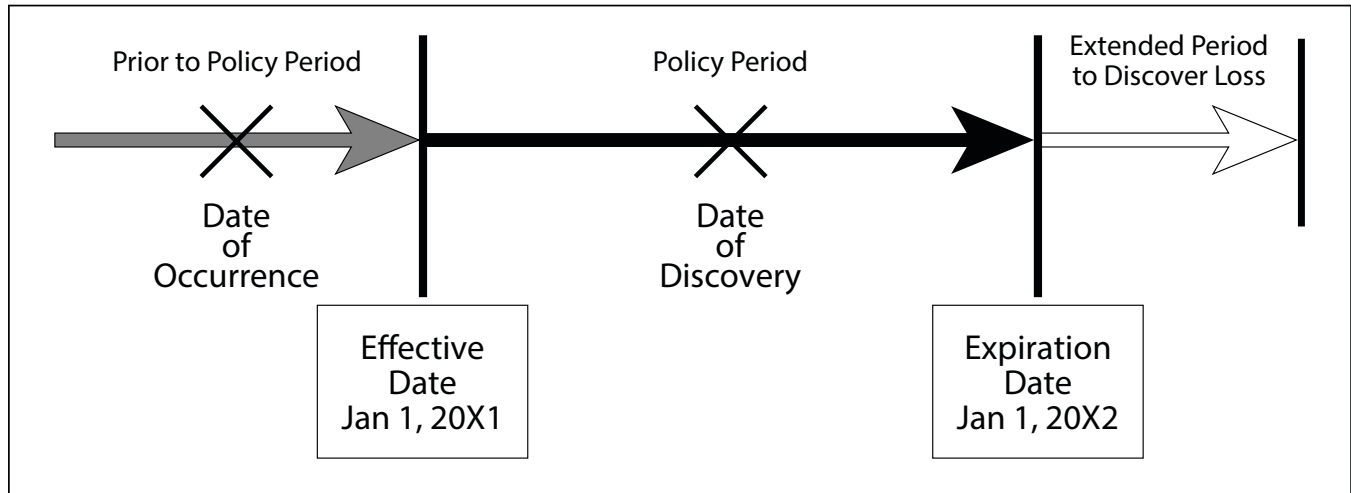 Prior to Policy Period
Policy Period
Extended Period
to Discover Loss
Date
of
Occurrence
Date
of
Discovery
Effective
Date
Jan 1, 20X1
Expiration
Date
Jan 1, 20X2